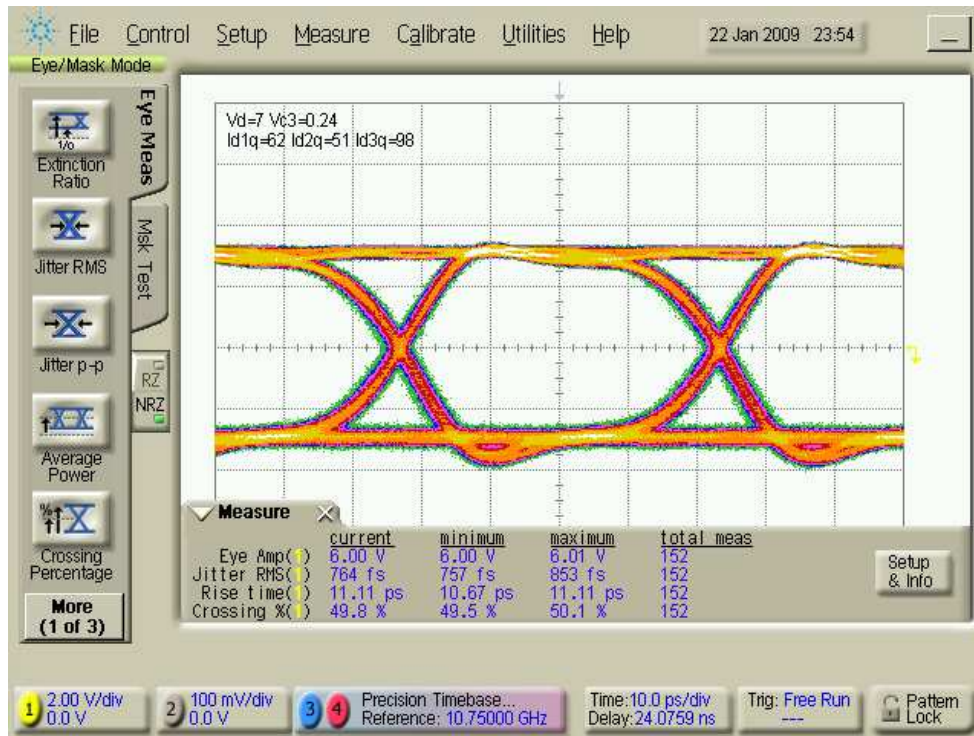 File Control Setup Measure Calibrate Utilities Help 22 Jan 2009 23:54
Eye/Mask Mode
Eye Meas
Msk Test
1/0
Extinction
Ratio
Jitter RMS
Jitter p-p
RZ
NRZ
Average
Power
%
Crossing
Percentage
More
(1 of 3)
Vd=7 Vc3=0.24
Id1q=62 Id2q=51 Id3q=98
Measure
current minimum maximum total meas
Eye Amp(1) 6.00 V 6.00 V 6.01 V 152
Jitter RMS(1) 764 fs 757 fs 853 fs 152
Rise time(1) 11.11 ps 10.67 ps 11.11 ps 152
Crossing %(1) 49.8 % 49.5 % 50.1 % 152
Setup
& Info
1 2.00 V/div
0.0 V
2 100 mV/div
0.0 V
3 4 Precision Timebase...
Reference: 10.75000 GHz
Time:10.0 ps/div
Delay:24.0759 ns
Trig: Free Run
---
Pattern
Lock